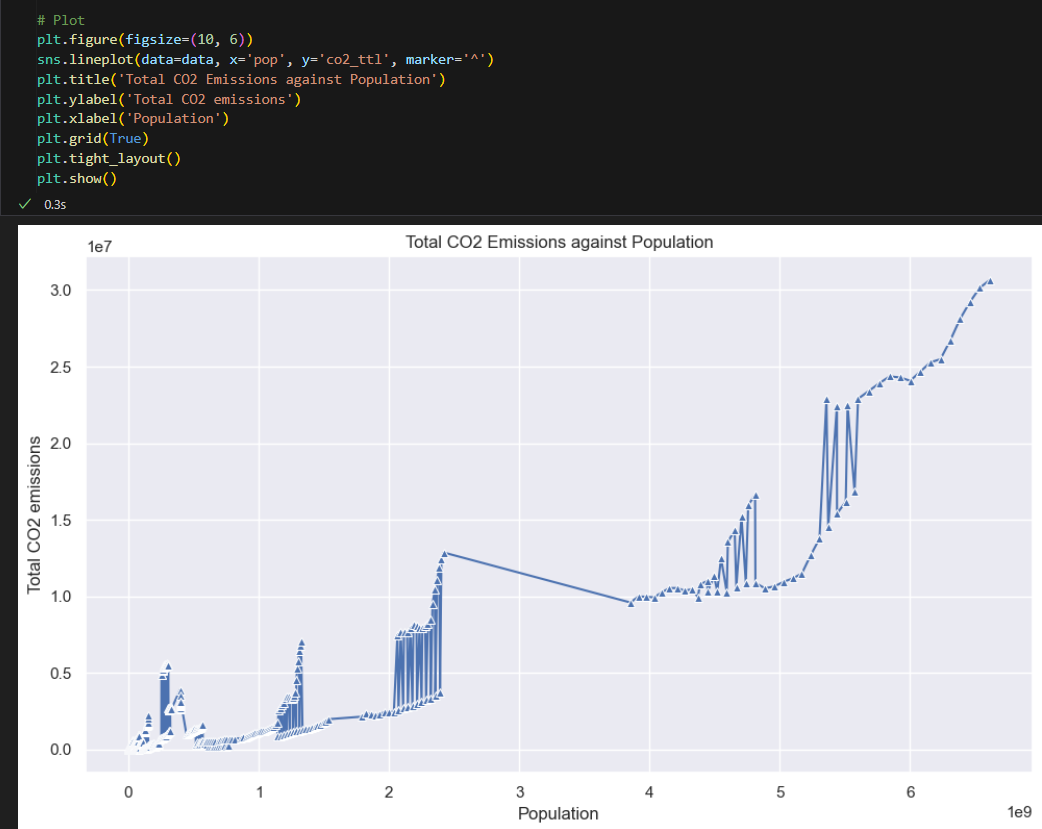 # Plot
plt.figure(figsize=(10, 6))
sns.lineplot(data=data, x='pop', y='co2_ttl', marker='^')
plt.title('Total CO2 Emissions against Population')
plt.ylabel('Total CO2 emissions')
plt.xlabel('Population')
plt.grid(True)
plt.tight_layout()
plt.show()
✓ 0.3s
1e7
Total CO2 Emissions against Population
3.0
2.5
2.0
1.5
1.0
0.5
0.0
Total CO2 emissions
0 1 2 3 4 5 6
Population
1e9